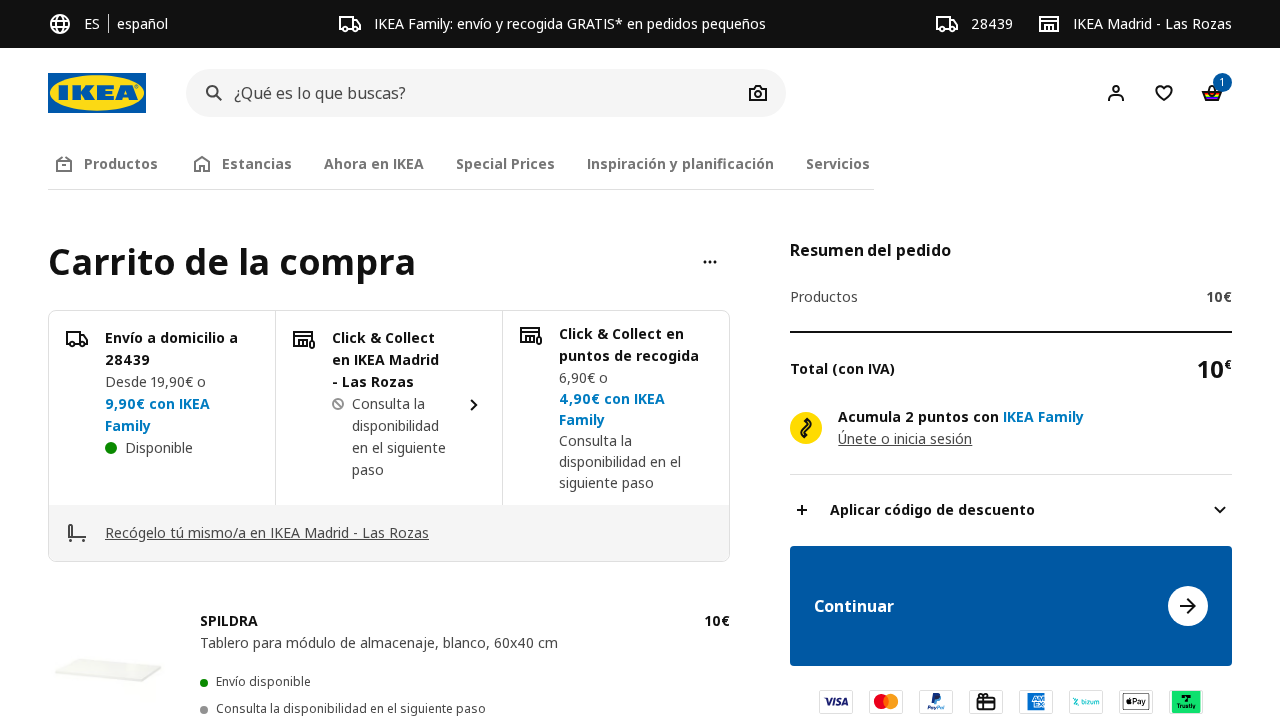 ES
español
IKEA Family: envío y recogida GRATIS* en pedidos pequeños
28439
IKEA Madrid - Las Rozas
IKEA
¿Qué es lo que buscas?
1
Productos
Estancias
Ahora en IKEA
Special Prices
Inspiración y planificación
Servicios
Carrito de la compra
Envío a domicilio a
28439
Desde 19,90€ o
9,90€ con IKEA
Family
Disponible
Click & Collect
en IKEA Madrid
- Las Rozas
Consulta la
disponibilidad
en el siguiente
paso
Click & Collect en
puntos de recogida
6,90€ o
4,90€ con IKEA
Family
Consulta la
disponibilidad en el
siguiente paso
Recógelo tú mismo/a en IKEA Madrid - Las Rozas
SPILDRA
10€
Tablero para módulo de almacenaje, blanco, 60x40 cm
Envío disponible
Consulta la disponibilidad en el siguiente paso
Resumen del pedido
Productos
10€
Total (con IVA)
10€
Acumula 2 puntos con IKEA Family
Únete o inicia sesión
Aplicar código de descuento
Continuar
VISA
PayPal
AMEX
bizum
Pay
Trustly